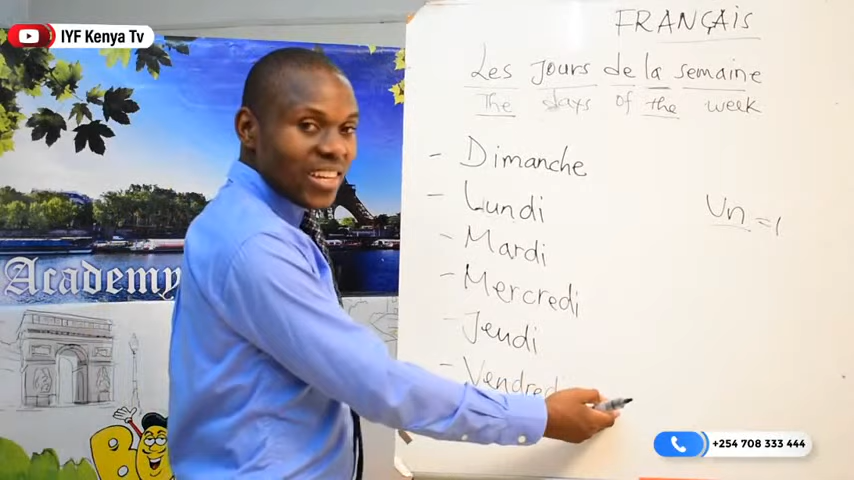 IYF Kenya Tv
FRANÇAIS
Les Jours de la semaine
The days of the week
- Dimanche
- Lundi
- Mardi
- Mercredi
- Jeudi
- Vendredi
Un = 1
Academy
+254 708 333 444